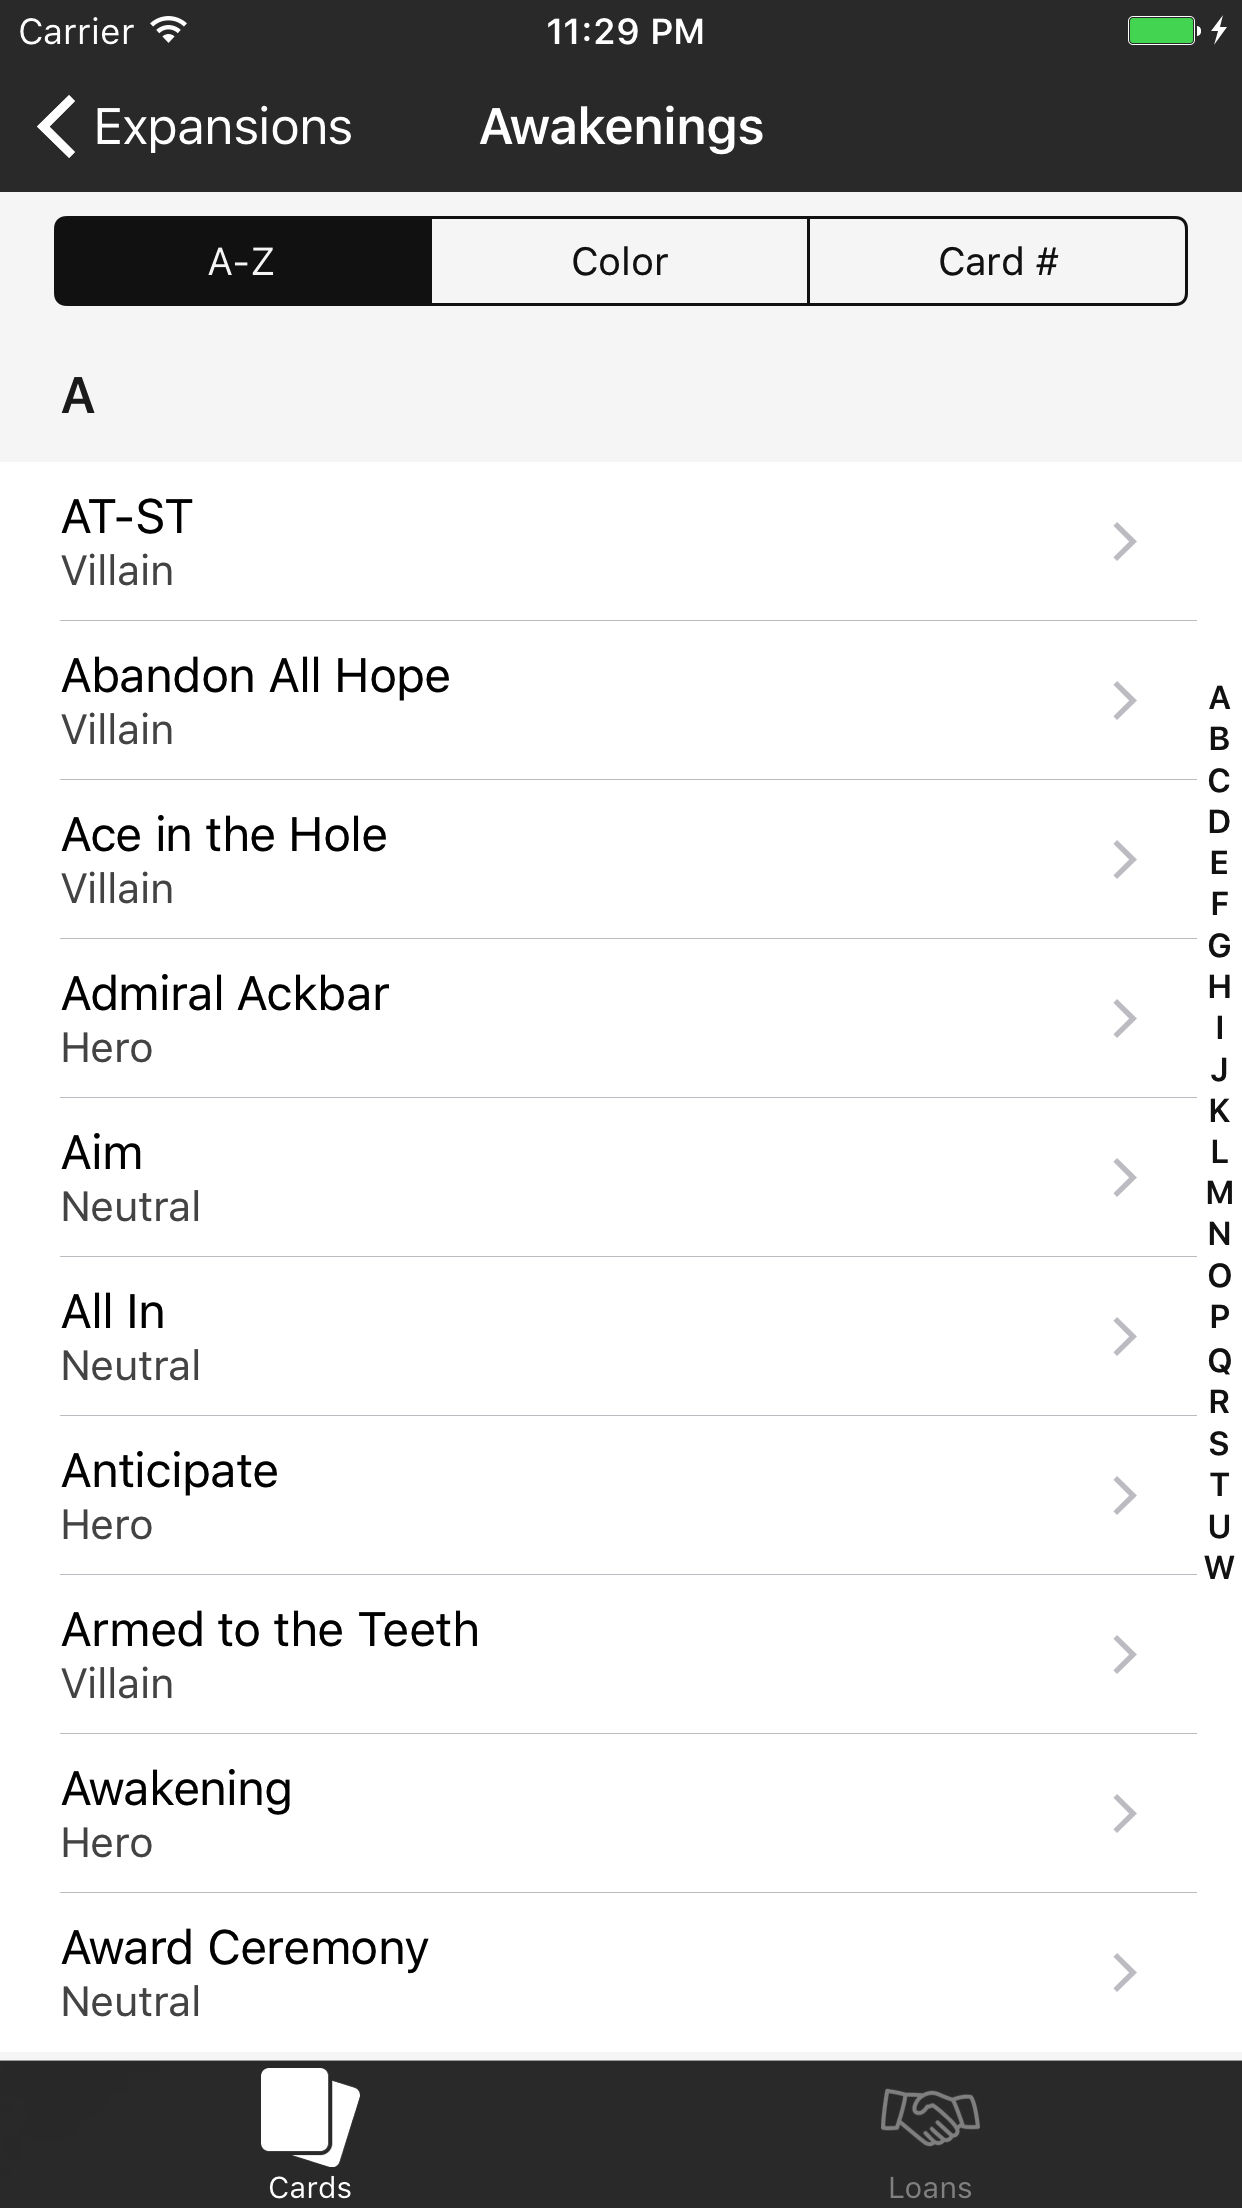 Carrier 11:29 PM
Expansions Awakenings
A-Z Color Card #
A
AT-ST
Villain
Abandon All Hope
Villain
Ace in the Hole
Villain
Admiral Ackbar
Hero
Aim
Neutral
All In
Neutral
Anticipate
Hero
Armed to the Teeth
Villain
Awakening
Hero
Award Ceremony
Neutral
A
B
C
D
E
F
G
H
I
J
K
L
M
N
O
P
Q
R
S
T
U
W
Cards Loans